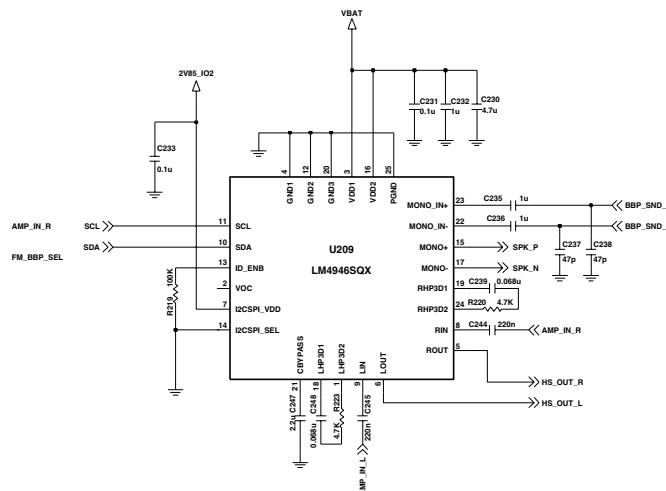 VBAT
2V85_IO2
C233
0.1u
C231
0.1u
C232
1u
C230
4.7u
4
12
20
3
16
25
GND1
GND2
GND3
VDD1
VDD2
PGND
AMP_IN_R
SCL
11
SCL
SDA
10
SDA
FM_BBP_SEL
13
ID_ENB
R219
100K
2
VOC
7
I2CSPI_VDD
14
I2CSPI_SEL
U209
LM4946SQX
MONO_IN+
23
C235
1u
BBP_SND_
MONO_IN-
22
C236
1u
BBP_SND_
C237
47p
C238
47p
MONO+
15
SPK_P
MONO-
17
SPK_N
RHP3D1
19
C239
0.068u
RHP3D2
24
R220
4.7K
RIN
8
C244
220n
AMP_IN_R
ROUT
5
HS_OUT_R
HS_OUT_L
CBYPASS
LHP3D1
LHP3D2
LIN
LOUT
21
18
1
9
6
C247
2.2u
C248
0.068u
R223
4.7K
C245
220n
MP_IN_L